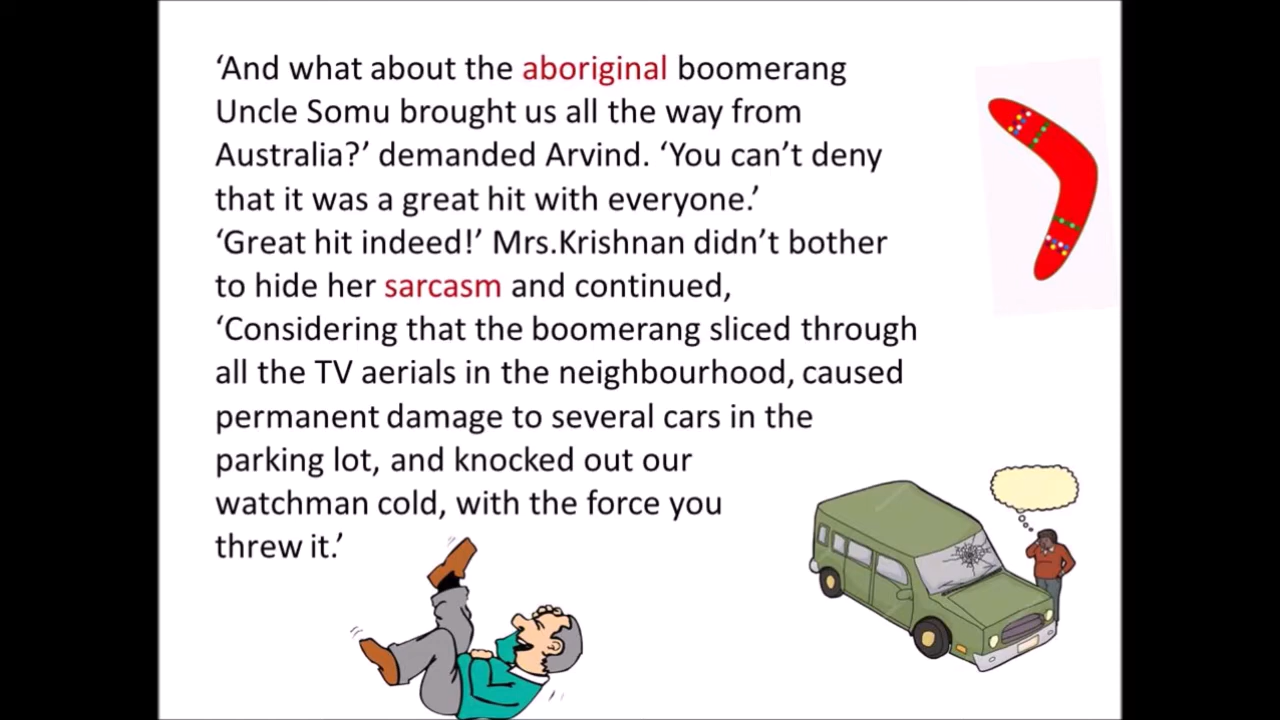 ‘And what about the aboriginal boomerang
Uncle Somu brought us all the way from
Australia?’ demanded Arvind. ‘You can’t deny
that it was a great hit with everyone.’
‘Great hit indeed!’ Mrs.Krishnan didn’t bother
to hide her sarcasm and continued,
‘Considering that the boomerang sliced through
all the TV aerials in the neighbourhood, caused
permanent damage to several cars in the
parking lot, and knocked out our
watchman cold, with the force you
threw it.’